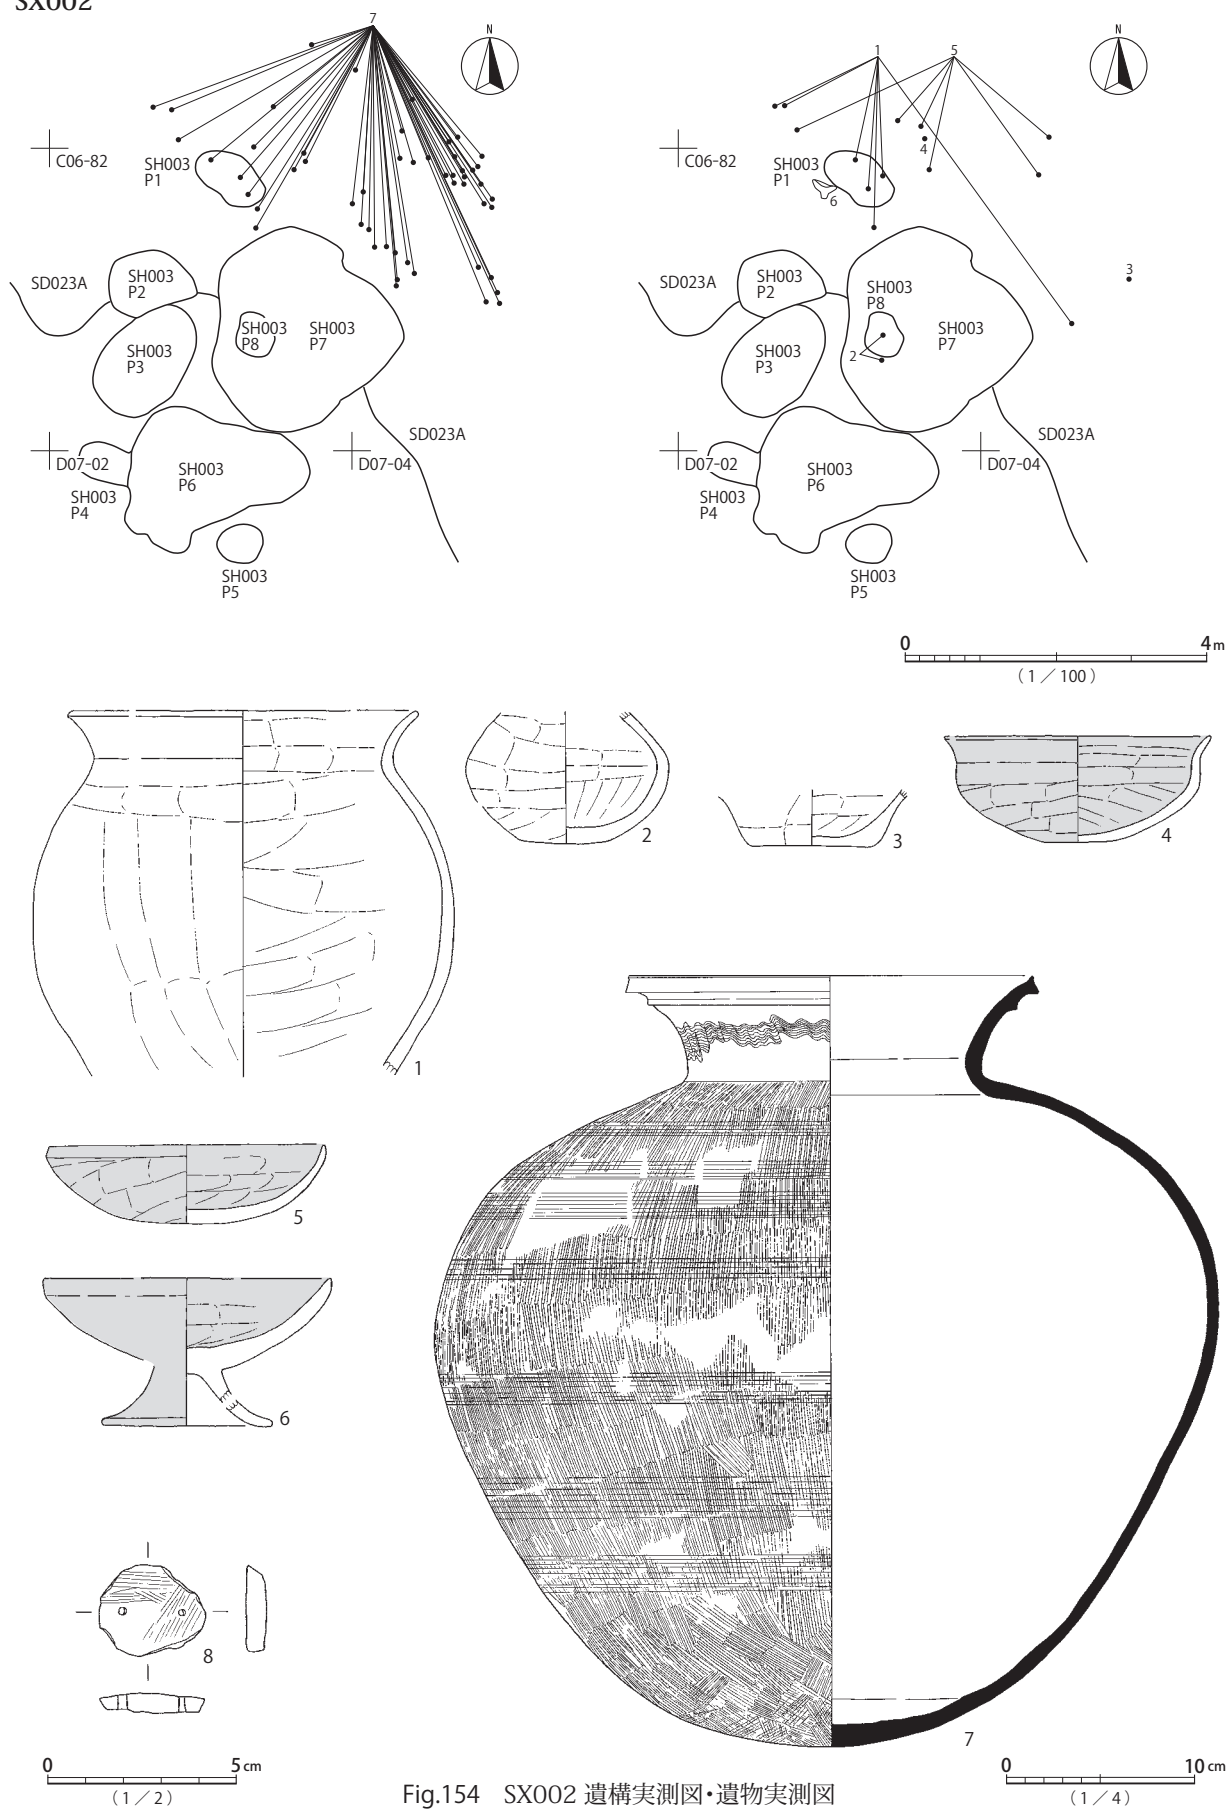 SX002
7
N
C06-82
SH003
P1
SD023A
SH003
P2
SH003
P3
SH003
P8
SH003
P7
D07-02
SH003
P4
SH003
P6
D07-04
SD023A
SH003
P5
1
5
N
4
C06-82
SH003
P1
6
3
SD023A
SH003
P2
SH003
P8
SH003
P7
SH003
P3
2
D07-02
SH003
P4
SH003
P6
D07-04
SD023A
SH003
P5
0 4m
(1/100)
1
2
3
4
5
6
7
8
0 5cm
(1/2)
0 10cm
(1/4)
Fig.154 SX002 遺構実測図・遺物実測図